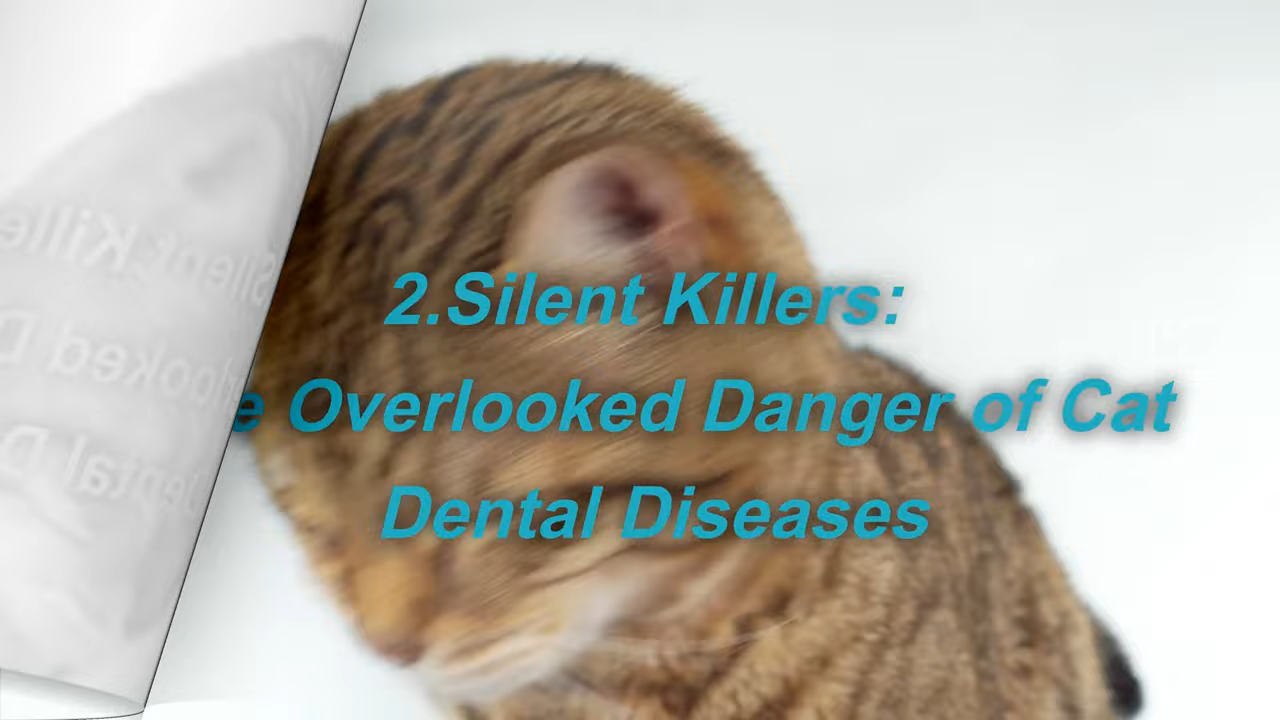 2.Silent Killers:
e Overlooked Danger of Cat
Dental Diseases